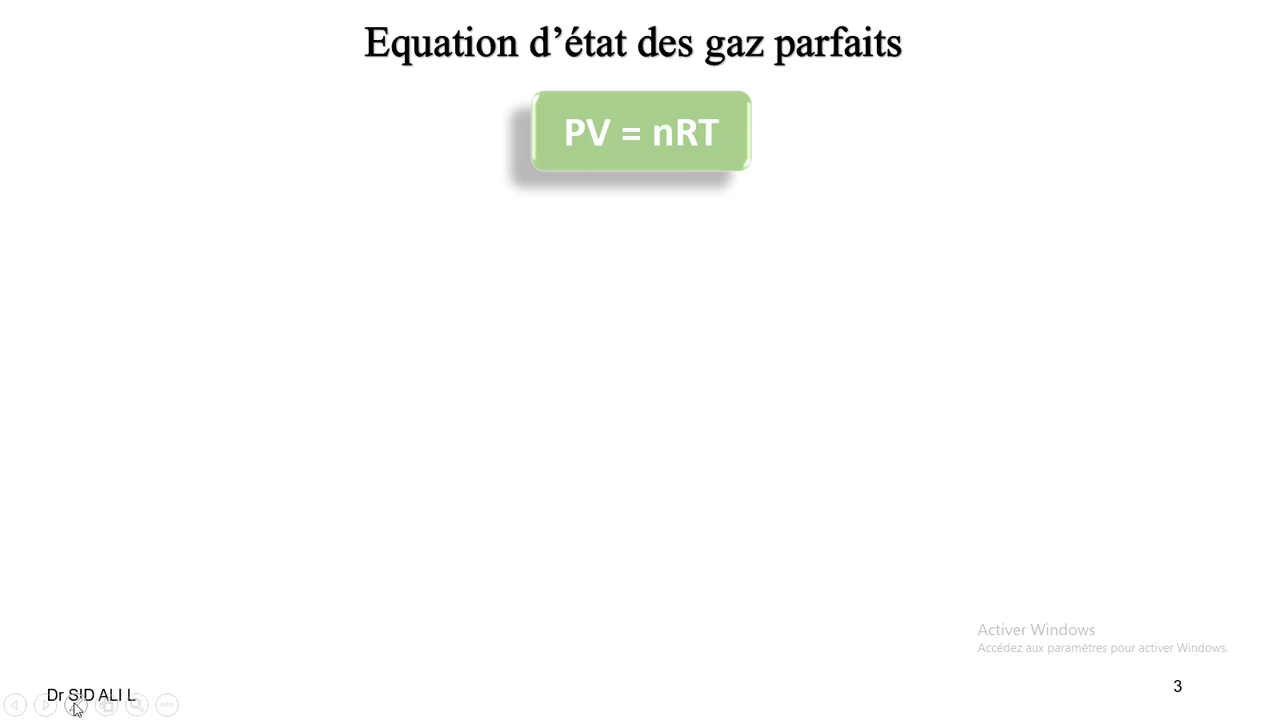 Equation d’état des gaz parfaits
PV = nRT
Activer Windows
Accédez aux paramètres pour activer Windows.
Dr SID ALI L
3